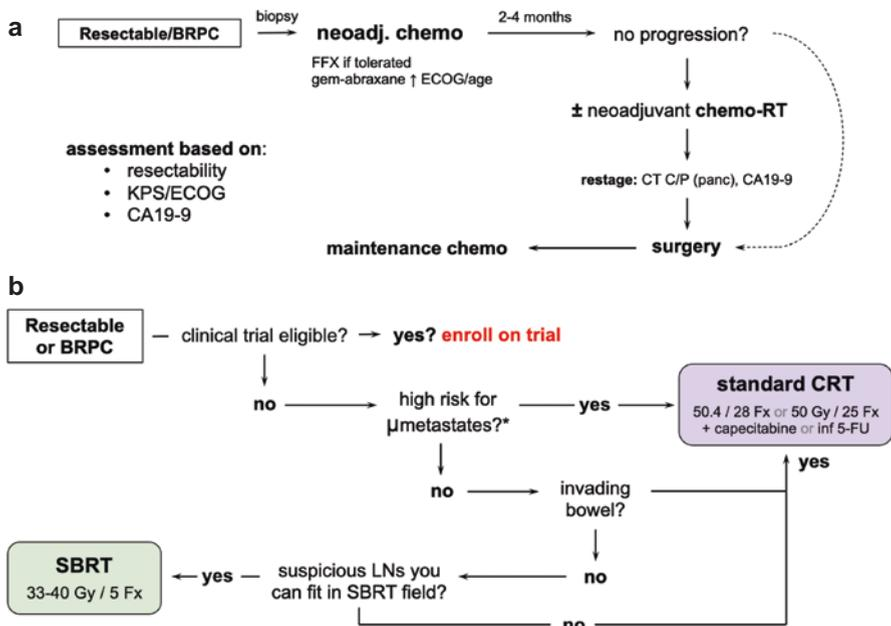 a
Resectable/BRPC
biopsy
neoadj. chemo
2-4 months
no progression?
FFX if tolerated
gem-abraxane ↑ ECOG/age
± neoadjuvant chemo-RT
assessment based on:
• resectability
• KPS/ECOG
• CA19-9
restage: CT C/P (panc), CA19-9
maintenance chemo
surgery
b
Resectable
or BRPC
clinical trial eligible?
yes? enroll on trial
no
high risk for
μmetastates?*
yes
standard CRT
50.4 / 28 Fx or 50 Gy / 25 Fx
+ capecitabine or inf 5-FU
yes
no
invading
bowel?
SBRT
33-40 Gy / 5 Fx
yes
suspicious LNs you
can fit in SBRT field?
no
no